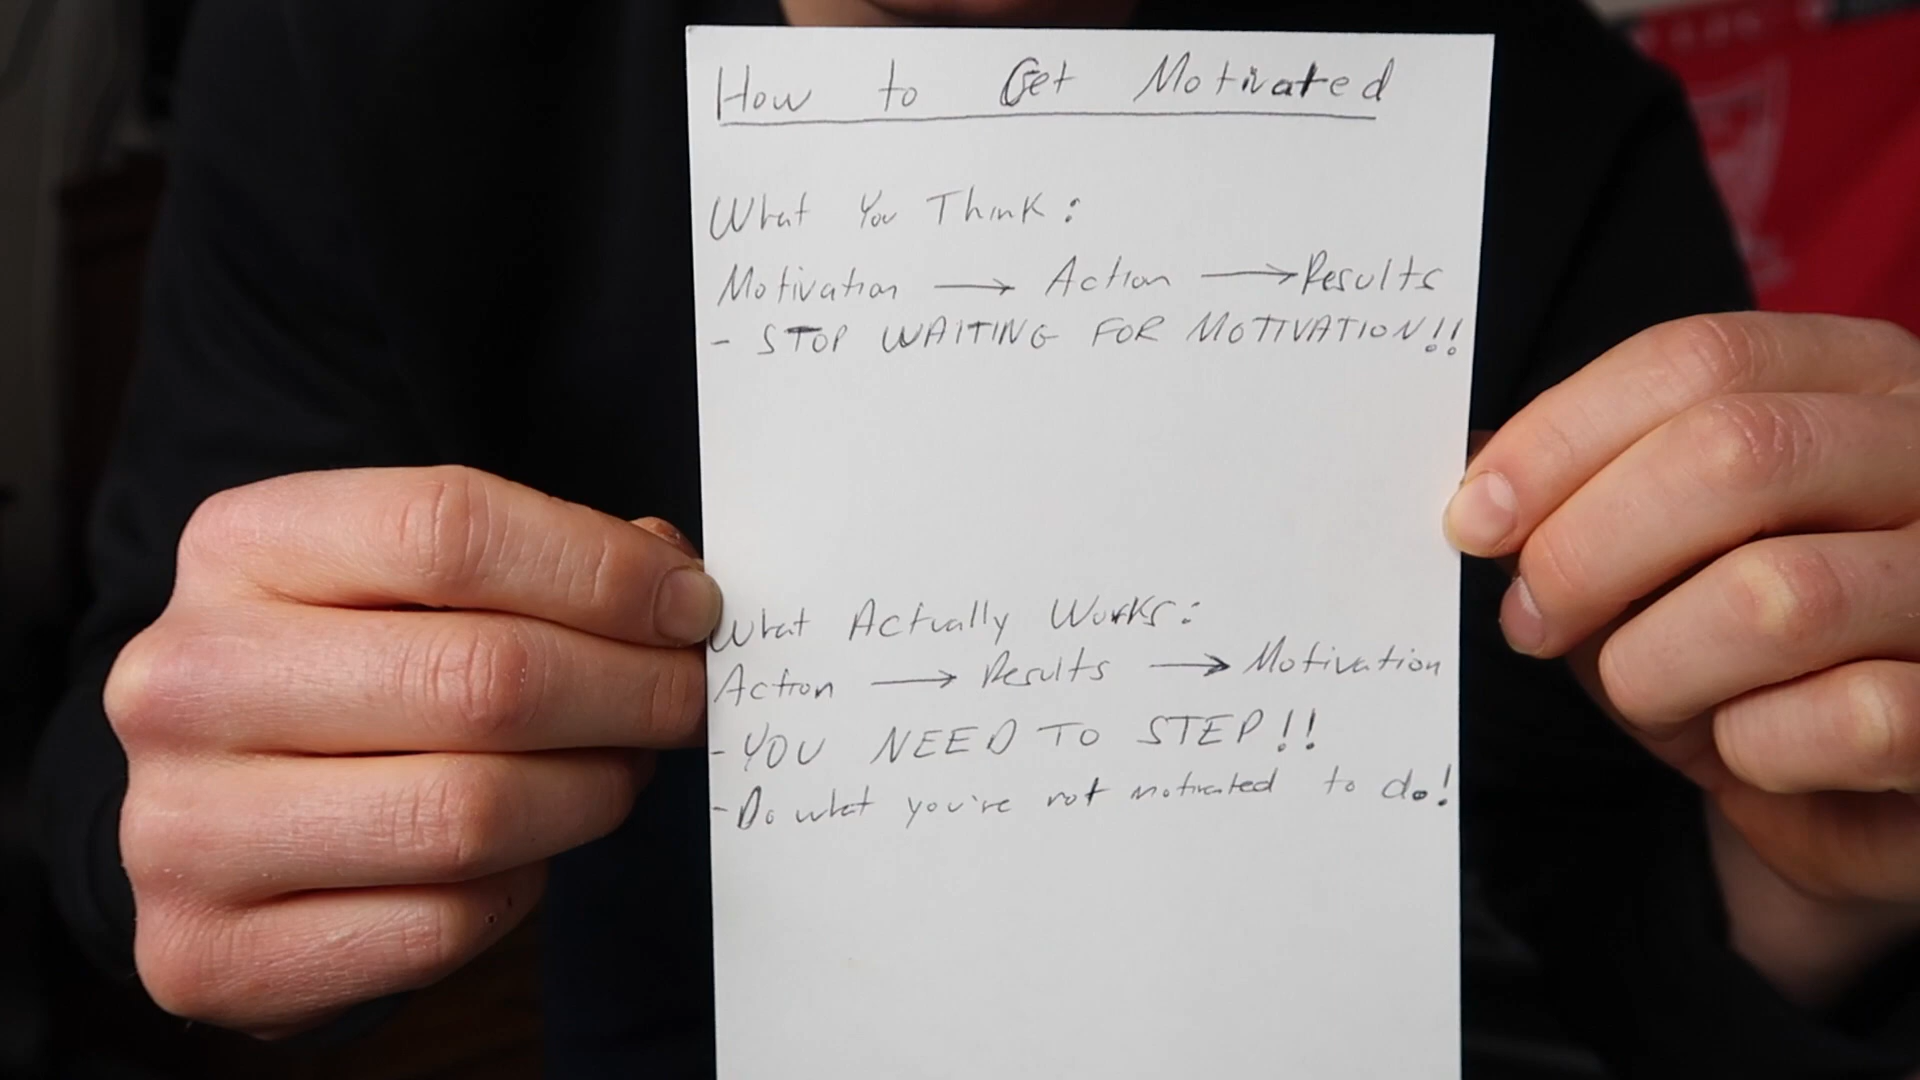 How to Get Motivated
What You Think:
Motivation → Action → Results
- STOP WAITING FOR MOTIVATION!!
What Actually Works:
Action → Results → Motivation
- YOU NEED TO STEP!!
- Do what you're not motivated to do!